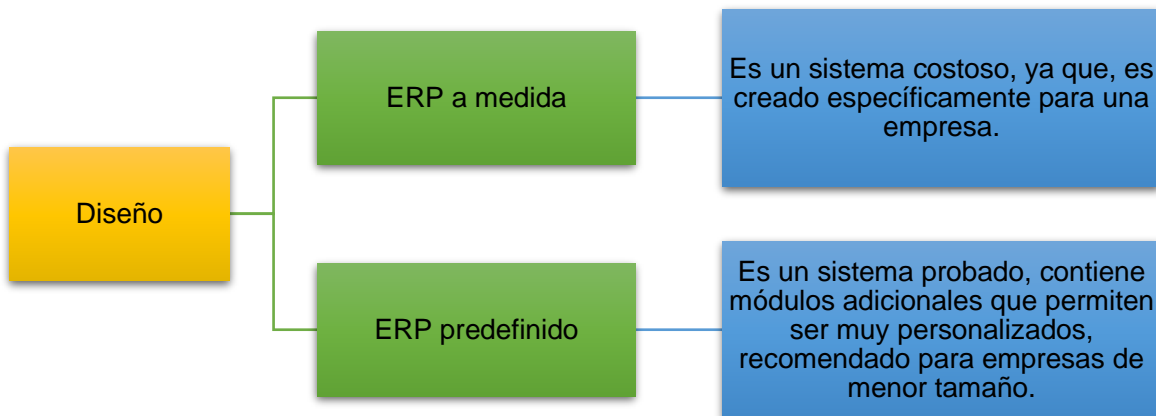 Diseño
ERP a medida
Es un sistema costoso, ya que, es
creado específicamente para una
empresa.
ERP predefinido
Es un sistema probado, contiene
módulos adicionales que permiten
ser muy personalizados,
recomendado para empresas de
menor tamaño.